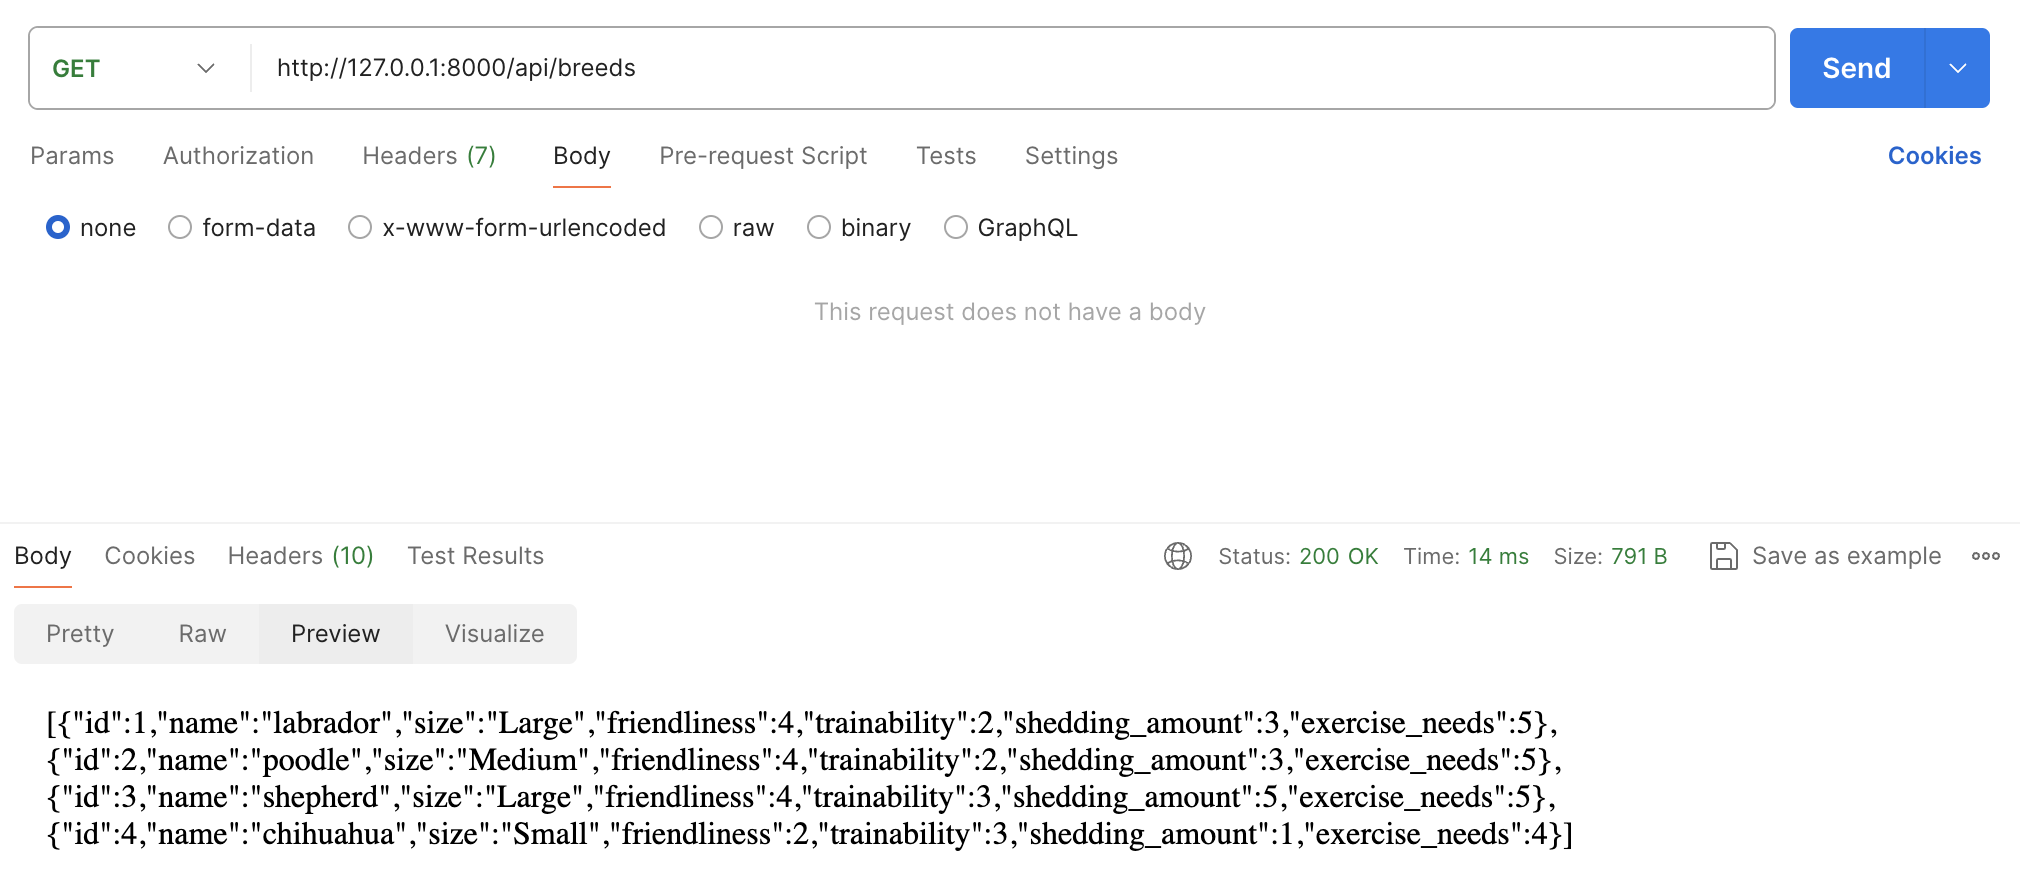 GET http://127.0.0.1:8000/api/breeds Send
Params Authorization Headers (7) Body Pre-request Script Tests Settings Cookies
none form-data x-www-form-urlencoded raw binary GraphQL
This request does not have a body
Body Cookies Headers (10) Test Results Status: 200 OK Time: 14 ms Size: 791 B Save as example
Pretty Raw Preview Visualize
[{"id":1,"name":"labrador","size":"Large","friendliness":4,"trainability":2,"shedding_amount":3,"exercise_needs":5},
{"id":2,"name":"poodle","size":"Medium","friendliness":4,"trainability":2,"shedding_amount":3,"exercise_needs":5},
{"id":3,"name":"shepherd","size":"Large","friendliness":4,"trainability":3,"shedding_amount":5,"exercise_needs":5},
{"id":4,"name":"chihuahua","size":"Small","friendliness":2,"trainability":3,"shedding_amount":1,"exercise_needs":4}]